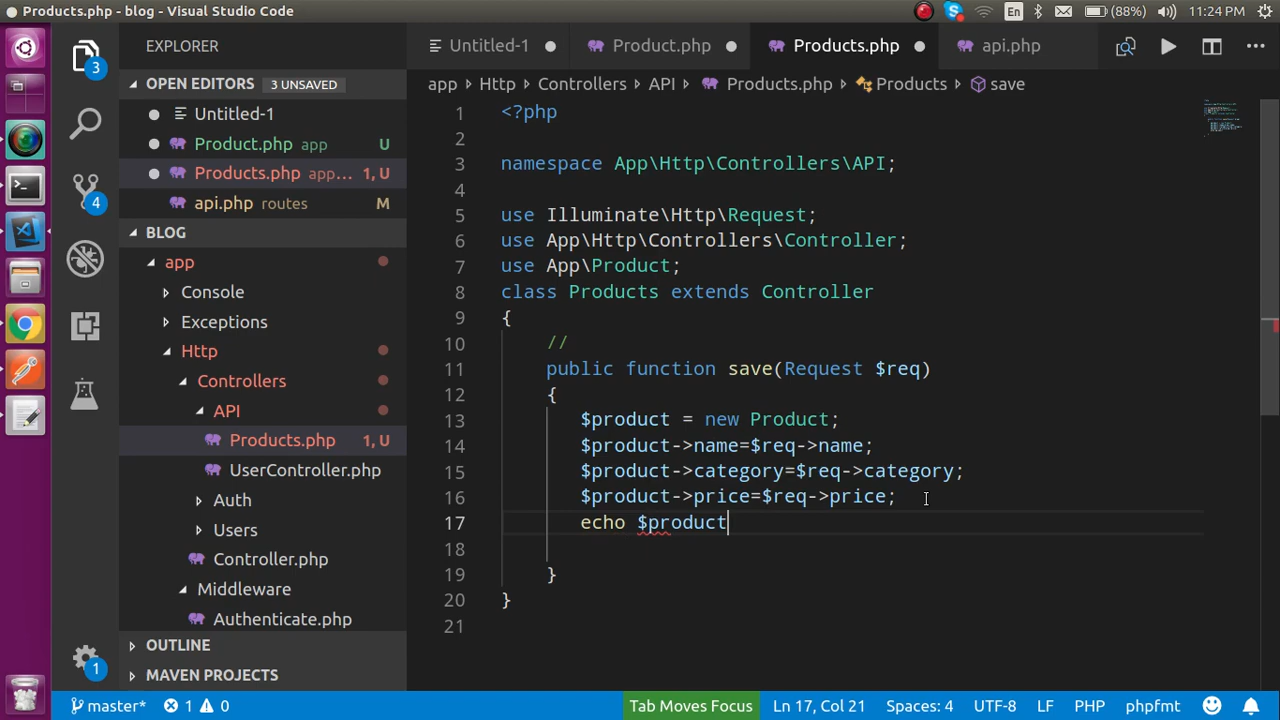 Products.php - blog - Visual Studio Code
En
(88%)
11:24 PM
EXPLORER
Untitled-1
Product.php
Products.php
api.php
3
OPEN EDITORS
3 UNSAVED
app > Http > Controllers > API > Products.php > Products > save
Untitled-1
Product.php app U
Products.php app... 1, U
api.php routes M
4
BLOG
app
Console
Exceptions
Http
Controllers
API
Products.php 1, U
UserController.php
Auth
Users
Controller.php
Middleware
Authenticate.php
OUTLINE
MAVEN PROJECTS
1
1 <?php
2
3 namespace App\Http\Controllers\API;
4
5 use Illuminate\Http\Request;
6 use App\Http\Controllers\Controller;
7 use App\Product;
8 class Products extends Controller
9 {
10 //
11 public function save(Request $req)
12 {
13 $product = new Product;
14 $product->name=$req->name;
15 $product->category=$req->category;
16 $product->price=$req->price;
17 echo $product
18
19 }
20 }
21
master* 1 0
Tab Moves Focus Ln 17, Col 21 Spaces: 4 UTF-8 LF PHP phpfmt